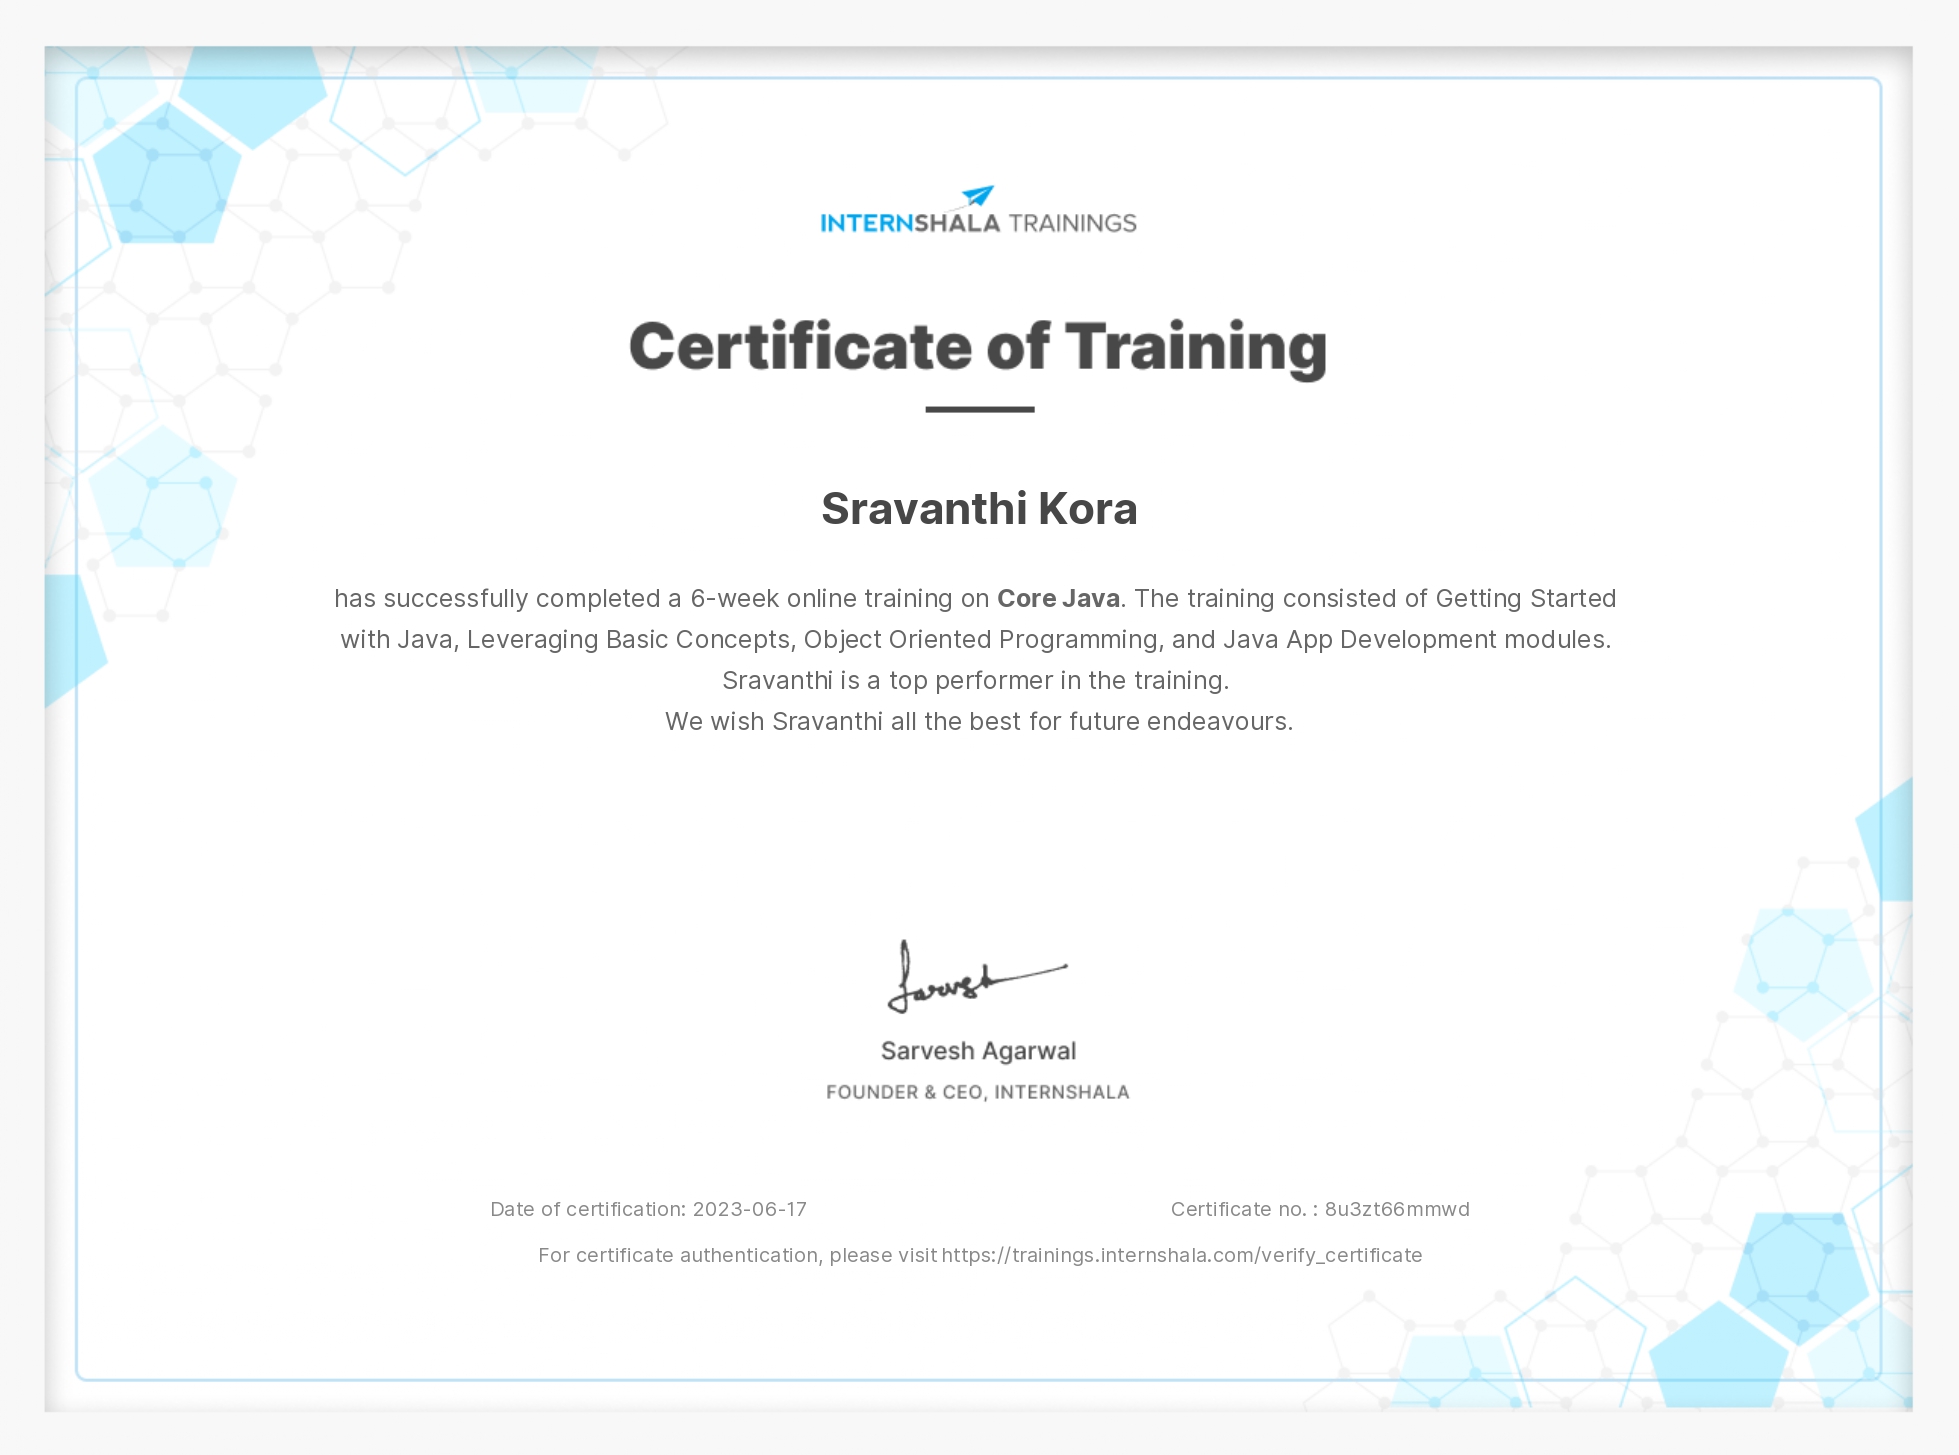 INTERNSHALA TRAININGS
Certificate of Training
Sravanthi Kora
has successfully completed a 6-week online training on Core Java. The training consisted of Getting Started
with Java, Leveraging Basic Concepts, Object Oriented Programming, and Java App Development modules.
Sravanthi is a top performer in the training.
We wish Sravanthi all the best for future endeavours.
Sarvesh
Sarvesh Agarwal
FOUNDER & CEO, INTERNSHALA
Date of certification: 2023-06-17 Certificate no. : 8u3zt66mmwd
For certificate authentication, please visit https://trainings.internshala.com/verify_certificate